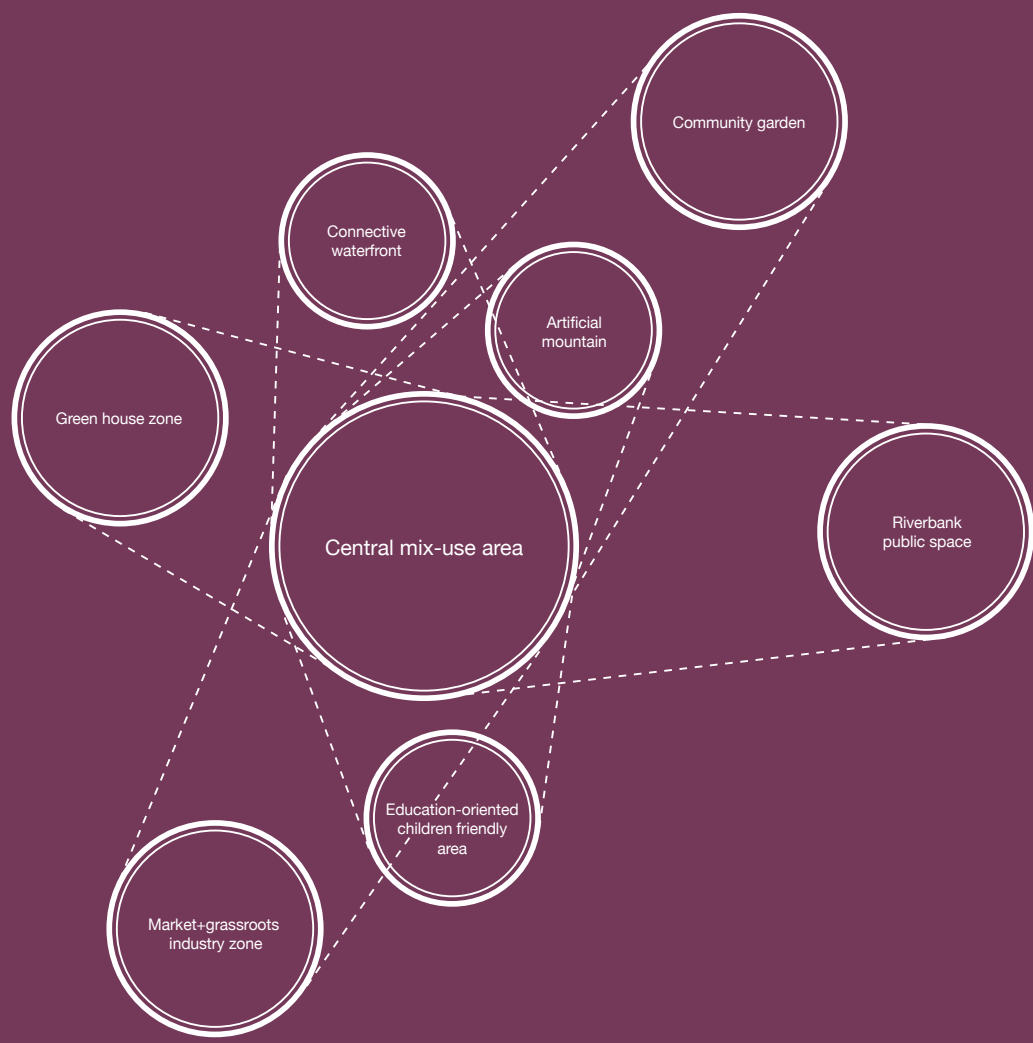 Community garden
Connective
waterfront
Artificial
mountain
Green house zone
Riverbank
public space
Central mix-use area
Education-oriented
children friendly
area
Market+grassroots
industry zone